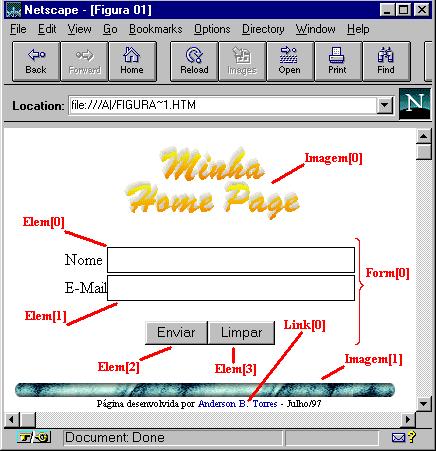 Netscape - [Figura 01]
File Edit View Go Bookmarks Options Directory Window Help
Back Forward Home Reload Images Open Print Find
Location: file:///A|/FIGURA~1.HTM N
Minha
Home Page
Imagem[0]
Elem[0]
Nome
Form[0]
E-Mail
Elem[1]
Link[0]
Enviar Limpar
Imagem[1]
Elem[2] Elem[3]
Página desenvolvida por Anderson B. Torres - Julho/97
Document: Done ?